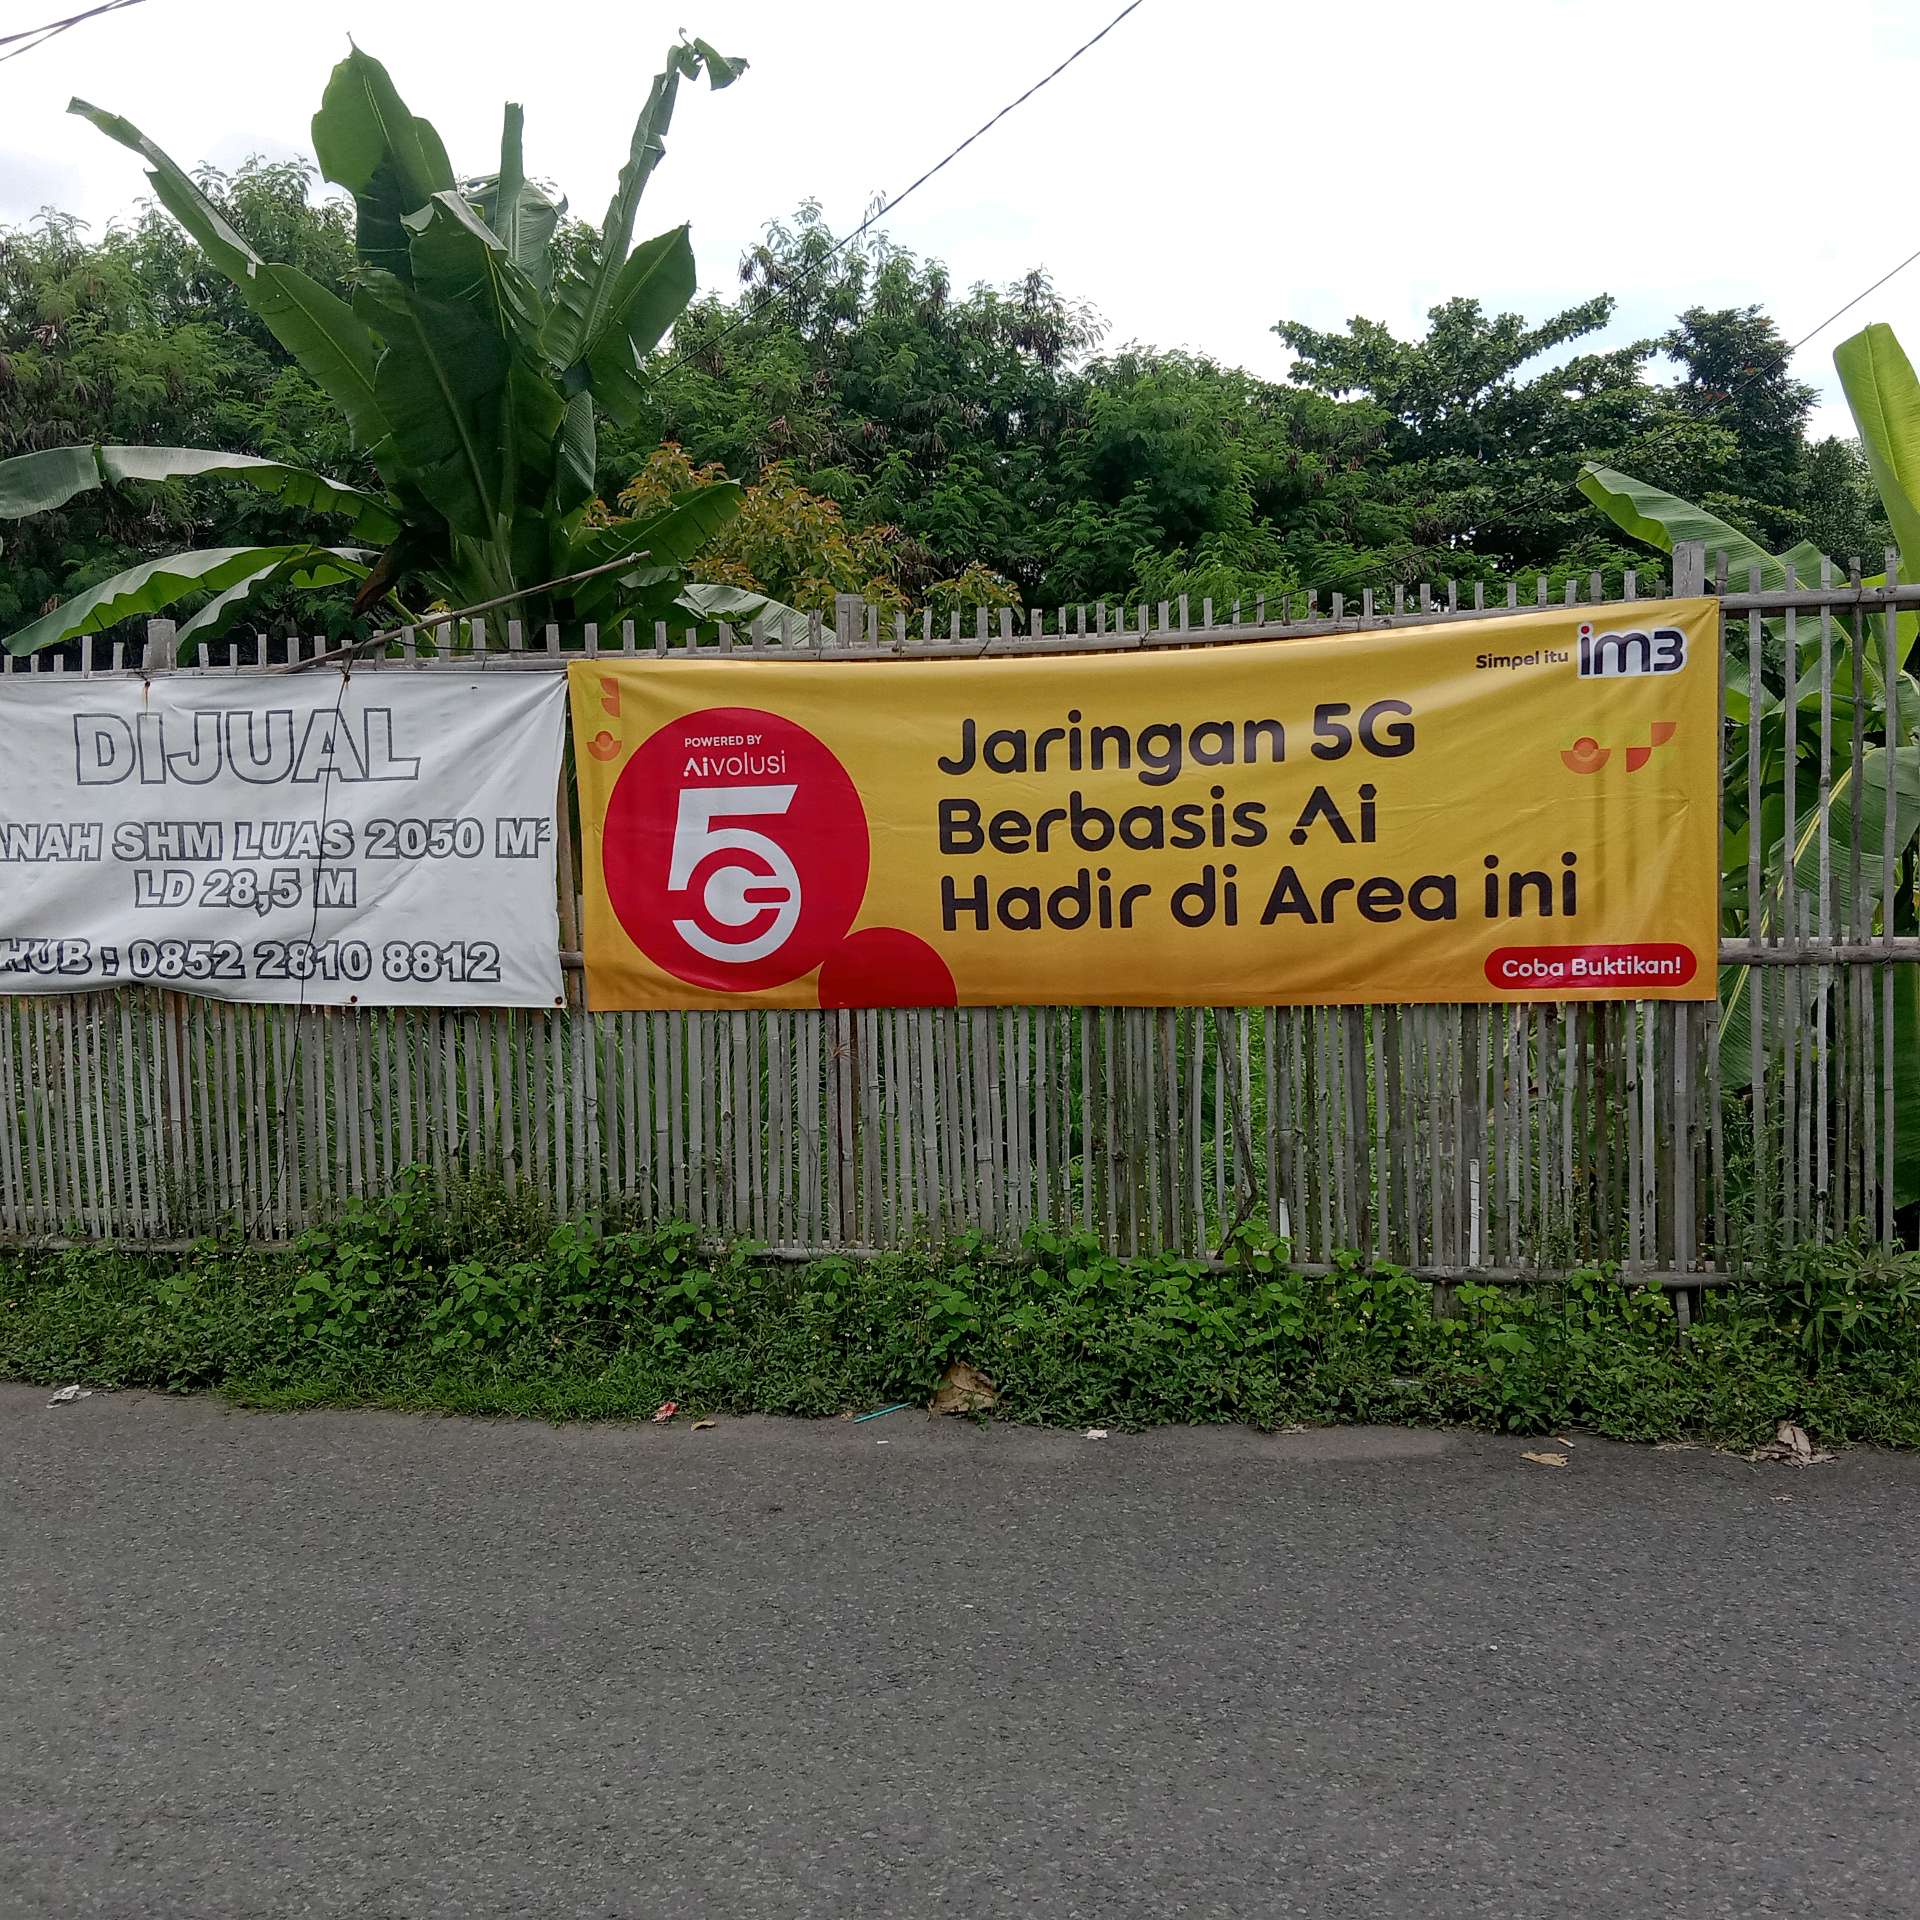 DIJUAL
ANAH SHM LUAS 2050 M²
LD 28,5 M
HUB : 0852 2810 8812
Simpel itu im3
POWERED BY
Aivolusi
5G
Jaringan 5G
Berbasis Ai
Hadir di Area ini
Coba Buktikan!